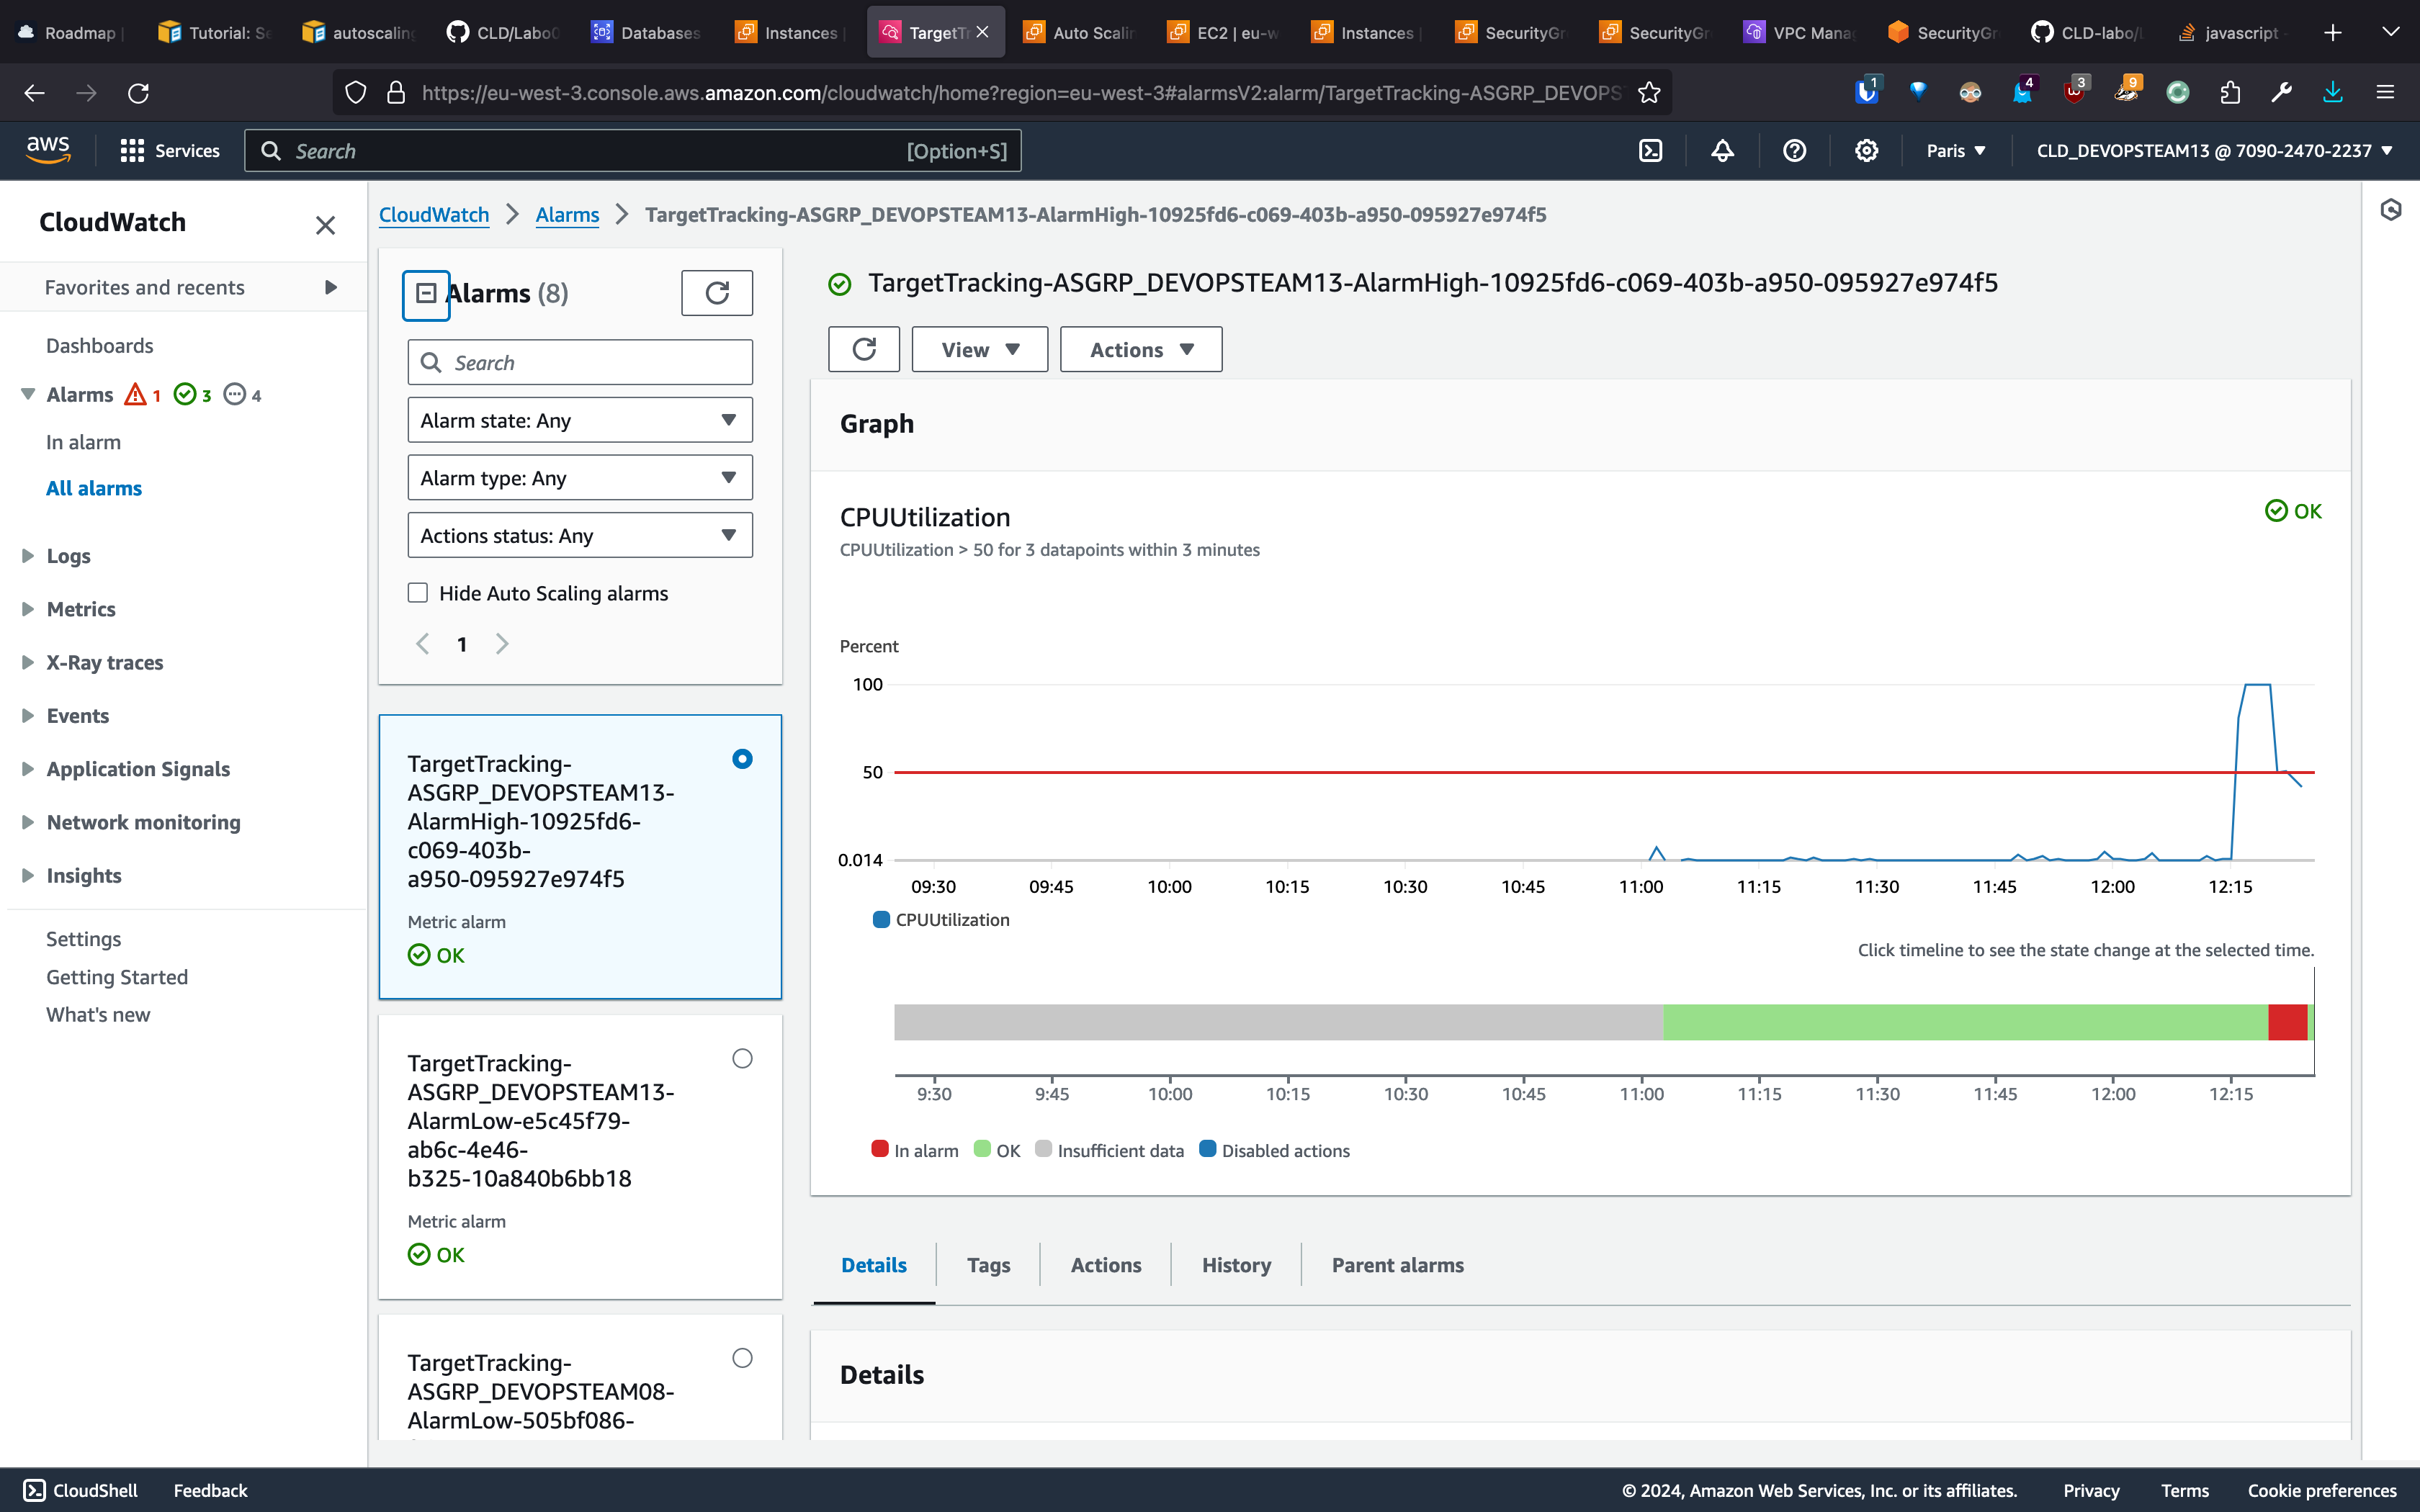 Roadmap
Tutorial: Se
autoscaling
CLD/Labo0
Databases
Instances
TargetTr
Auto Scalin
EC2 | eu-w
Instances
SecurityGr
SecurityGr
VPC Mana
SecurityGr
CLD-labo/L
javascript -
https://eu-west-3.console.aws.amazon.com/cloudwatch/home?region=eu-west-3#alarmsV2:alarm/TargetTracking-ASGRP_DEVOPS
1
4
3
9
aws
Services
Search
[Option+S]
Paris
CLD_DEVOPSTEAM13 @ 7090-2470-2237
CloudWatch
Favorites and recents
Dashboards
Alarms 1 3 4
In alarm
All alarms
Logs
Metrics
X-Ray traces
Events
Application Signals
Network monitoring
Insights
Settings
Getting Started
What's new
CloudWatch > Alarms > TargetTracking-ASGRP_DEVOPSTEAM13-AlarmHigh-10925fd6-c069-403b-a950-095927e974f5
Alarms (8)
Search
Alarm state: Any
Alarm type: Any
Actions status: Any
Hide Auto Scaling alarms
1
TargetTracking-
ASGRP_DEVOPSTEAM13-
AlarmHigh-10925fd6-
c069-403b-
a950-095927e974f5
Metric alarm
OK
TargetTracking-
ASGRP_DEVOPSTEAM13-
AlarmLow-e5c45f79-
ab6c-4e46-
b325-10a840b6bb18
Metric alarm
OK
TargetTracking-
ASGRP_DEVOPSTEAM08-
AlarmLow-505bf086-
TargetTracking-ASGRP_DEVOPSTEAM13-AlarmHigh-10925fd6-c069-403b-a950-095927e974f5
View
Actions
Graph
CPUUtilization
OK
CPUUtilization > 50 for 3 datapoints within 3 minutes
Percent
100
50
0.014
09:30 09:45 10:00 10:15 10:30 10:45 11:00 11:15 11:30 11:45 12:00 12:15
CPUUtilization
Click timeline to see the state change at the selected time.
9:30 9:45 10:00 10:15 10:30 10:45 11:00 11:15 11:30 11:45 12:00 12:15
In alarm OK Insufficient data Disabled actions
Details
Tags
Actions
History
Parent alarms
Details
CloudShell
Feedback
© 2024, Amazon Web Services, Inc. or its affiliates.
Privacy
Terms
Cookie preferences